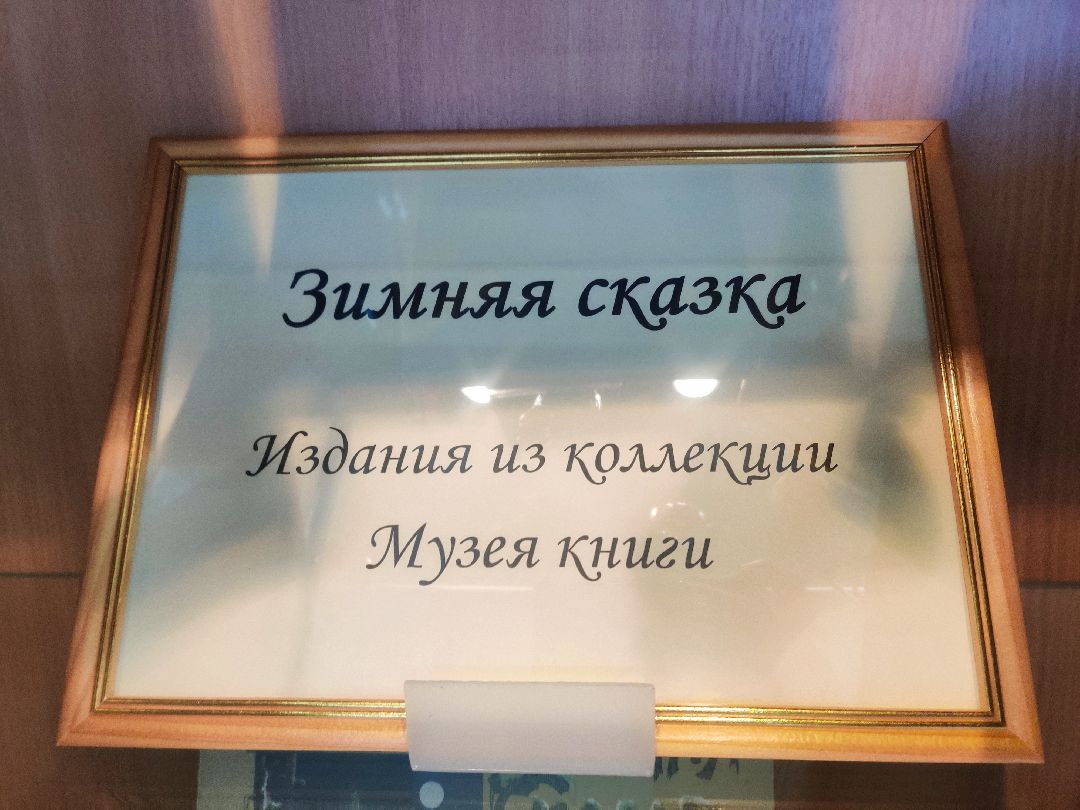 Зимняя сказка
Издания из коллекции
Музея книги